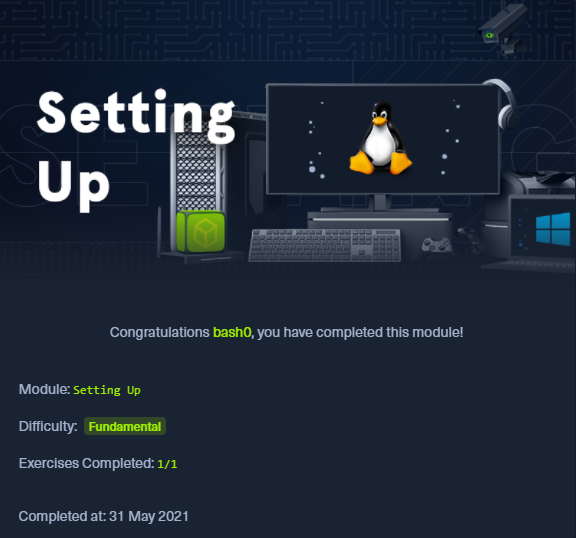 Setting
Up
Congratulations bash0, you have completed this module!
Module: Setting Up
Difficulty: Fundamental
Exercises Completed: 1/1
Completed at: 31 May 2021